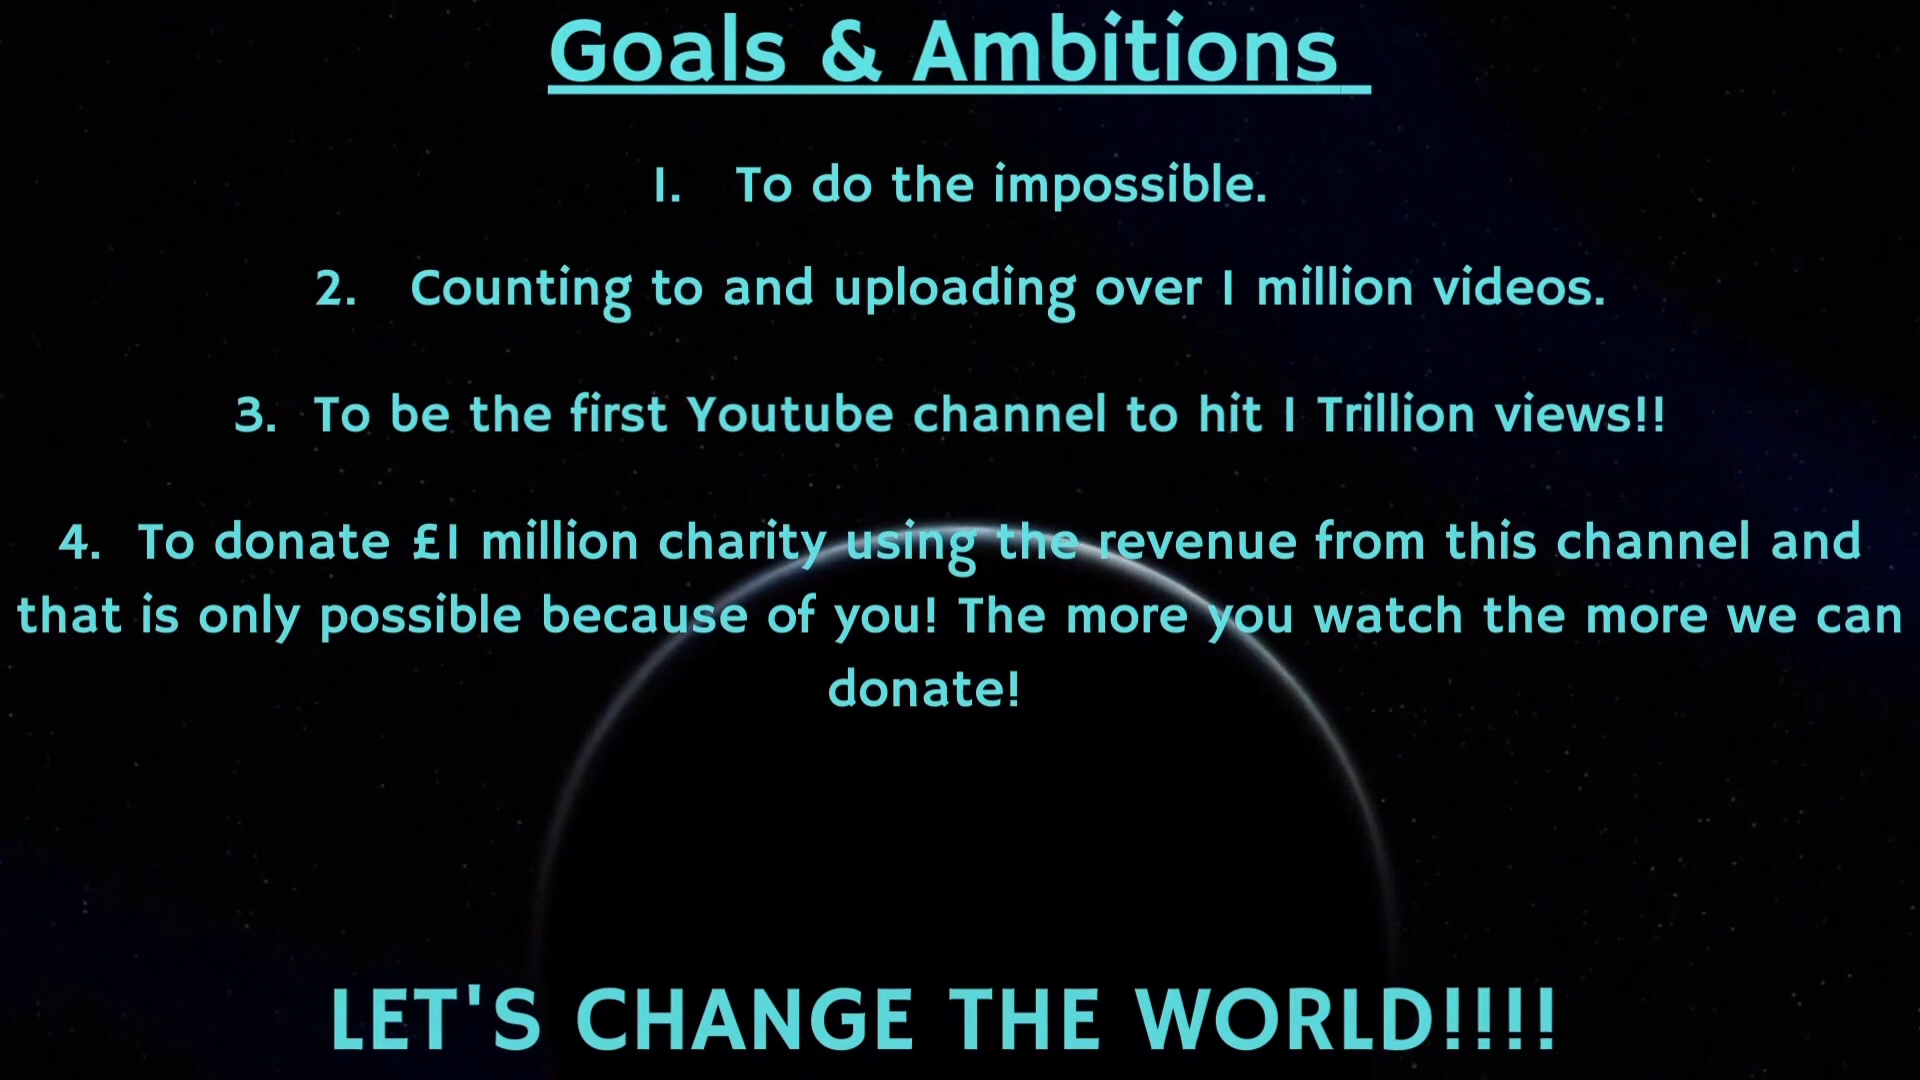 Goals & Ambitions
1. To do the impossible.
2. Counting to and uploading over 1 million videos.
3. To be the first Youtube channel to hit 1 Trillion views!!
4. To donate £1 million charity using the revenue from this channel and
that is only possible because of you! The more you watch the more we can
donate!
LET'S CHANGE THE WORLD!!!!